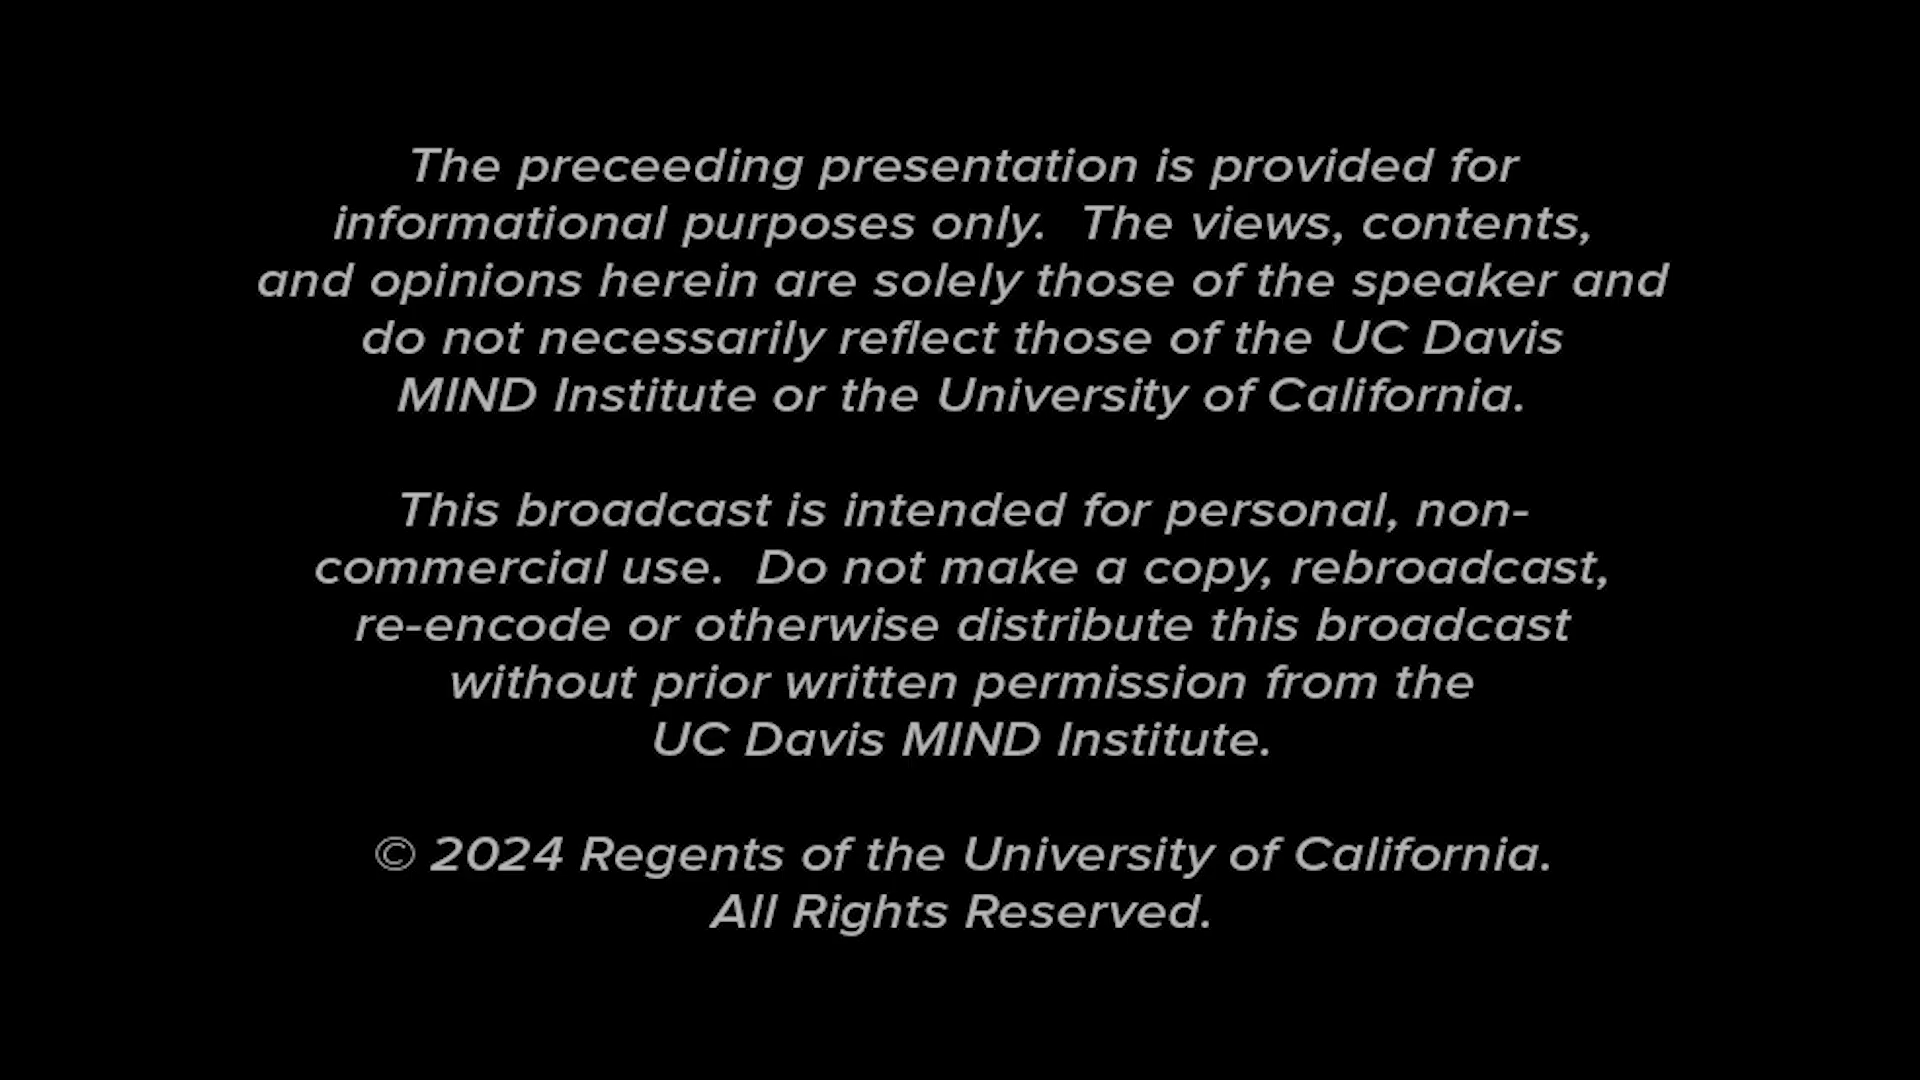 The preceeding presentation is provided for
informational purposes only.  The views, contents,
and opinions herein are solely those of the speaker and
do not necessarily reflect those of the UC Davis
MIND Institute or the University of California.
This broadcast is intended for personal, non-
commercial use.  Do not make a copy, rebroadcast,
re-encode or otherwise distribute this broadcast
without prior written permission from the
UC Davis MIND Institute.
© 2024 Regents of the University of California.
All Rights Reserved.